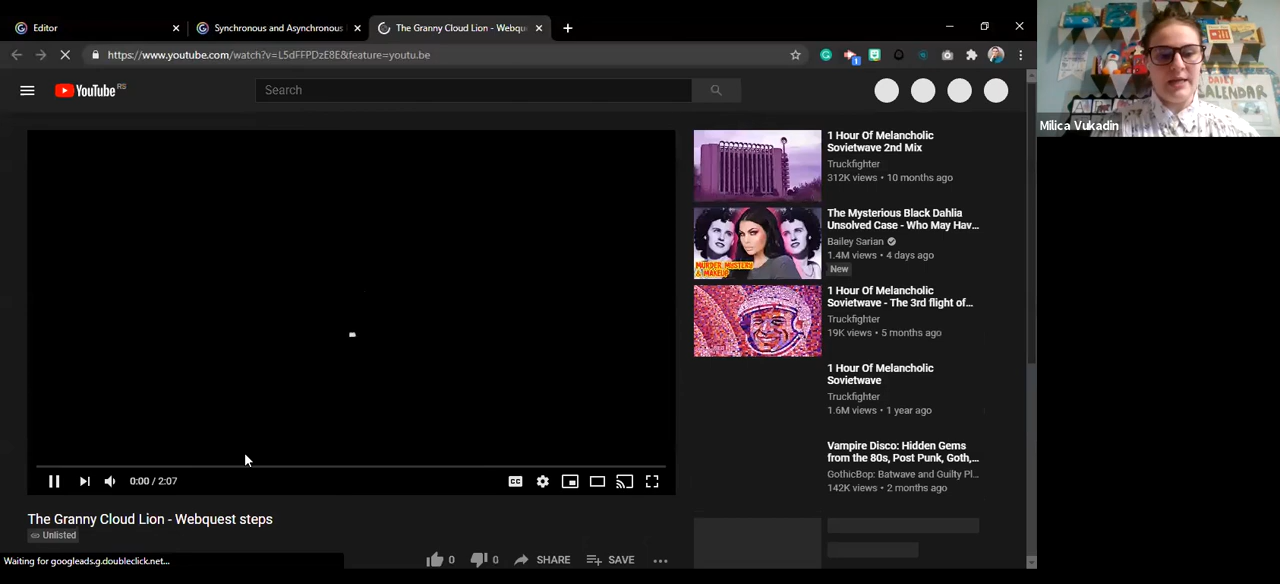 Editor
Synchronous and Asynchronous
The Granny Cloud Lion - Webqu
https://www.youtube.com/watch?v=L5dFFPDzE8E&feature=youtu.be
1
YouTube RS
Search
DAILY
CALENDAR
Milica Vukadin
1 Hour Of Melancholic
Sovietwave 2nd Mix
Truckfighter
312K views • 10 months ago
MURDER, MYSTERY
& MAKEUP
The Mysterious Black Dahlia
Unsolved Case - Who May Hav...
Bailey Sarian
1.4M views • 4 days ago
New
1 Hour Of Melancholic
Sovietwave - The 3rd flight of...
Truckfighter
19K views • 5 months ago
1 Hour Of Melancholic
Sovietwave
Truckfighter
1.6M views • 1 year ago
Vampire Disco: Hidden Gems
from the 80s, Post Punk, Goth,...
GothicBop: Batwave and Guilty Pl...
142K views • 2 months ago
0:00 / 2:07
CC
The Granny Cloud Lion - Webquest steps
Unlisted
0
0
SHARE
SAVE
Waiting for googleads.g.doubleclick.net...